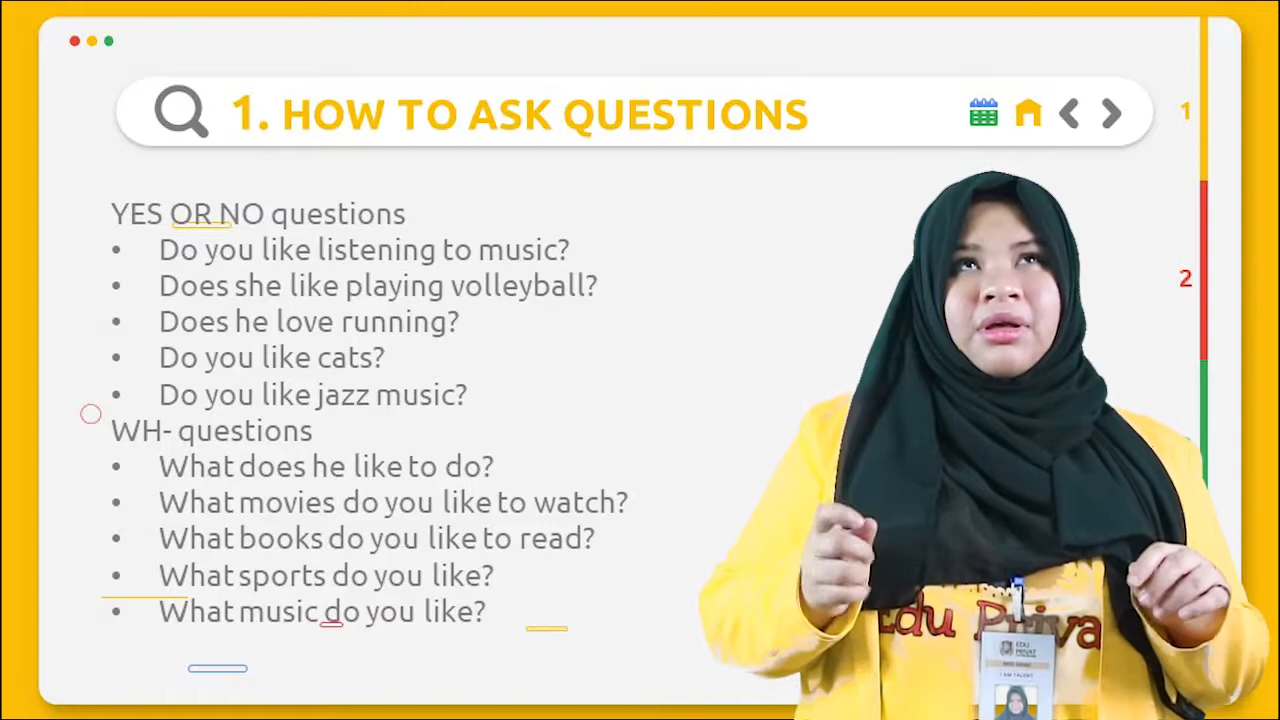 1. HOW TO ASK QUESTIONS
1
2
YES OR NO questions
• Do you like listening to music?
• Does she like playing volleyball?
• Does he love running?
• Do you like cats?
• Do you like jazz music?
WH- questions
• What does he like to do?
• What movies do you like to watch?
• What books do you like to read?
• What sports do you like?
• What music do you like?
Edu Priva
EDU
PRIVAT